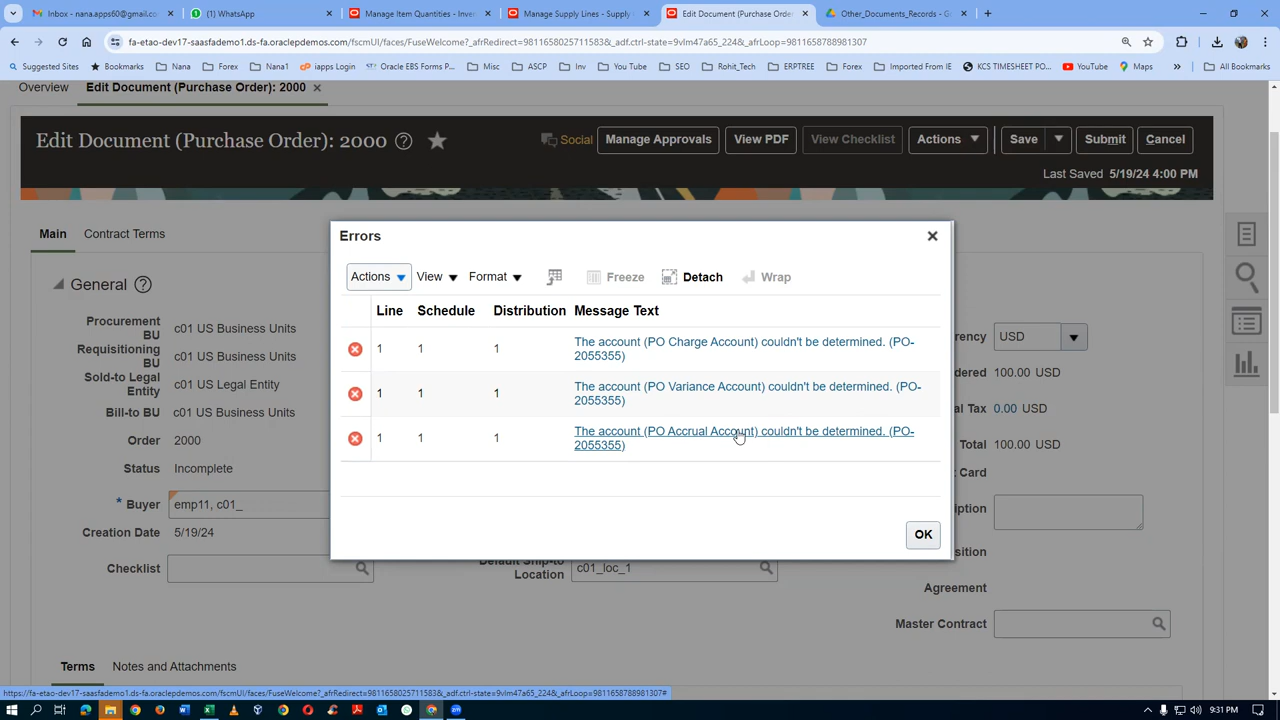 Inbox - nana.apps60@gmail.com
(1) WhatsApp
Manage Item Quantities - Inve
Manage Supply Lines - Supply
Edit Document (Purchase Order)
Other_Documents_Records - G
fa-etao-dev17-saasfademo1.ds-fa.oraclepdemos.com/fscmUI/faces/FuseWelcome?_afrRedirect=9811658025711583&_adf.ctrl-state=9vlm47a65_224&_afrLoop=9811658788981307
Suggested Sites
Bookmarks
Nana
Forex
Nana1
iapps Login
Oracle EBS Forms P...
Misc
ASCP
Inv
You Tube
SEO
Rohit_Tech
ERPTREE
Forex
Imported From IE
KCS TIMESHEET PO...
YouTube
Maps
All Bookmarks
Overview
Edit Document (Purchase Order): 2000
Edit Document (Purchase Order): 2000
Social
Manage Approvals
View PDF
View Checklist
Actions
Save
Submit
Cancel
Last Saved 5/19/24 4:00 PM
Main
Contract Terms
General
Procurement BU c01 US Business Units
Requisitioning BU c01 US Business Units
Sold-to Legal Entity c01 US Legal Entity
Bill-to BU c01 US Business Units
Order 2000
Status Incomplete
* Buyer emp11, c01_
Creation Date 5/19/24
Checklist
Errors
Actions
View
Format
Freeze
Detach
Wrap
Line Schedule Distribution Message Text
1 1 1 The account (PO Charge Account) couldn't be determined. (PO-
2055355)
1 1 1 The account (PO Variance Account) couldn't be determined. (PO-
2055355)
1 1 1 The account (PO Accrual Account) couldn't be determined. (PO-
2055355)
OK
Default Ship-to Location c01_loc_1
rency USD
dered 100.00 USD
al Tax 0.00 USD
Total 100.00 USD
Card
iption
osition
Agreement
Master Contract
Terms
Notes and Attachments
https://fa-etao-dev17-saasfademo1.ds-fa.oraclepdemos.com/fscmUI/faces/FuseWelcome?_afrRedirect=9811658025711583&_adf.ctrl-state=9vlm47a65_224&_afrLoop=9811658788981307#
9:31 PM